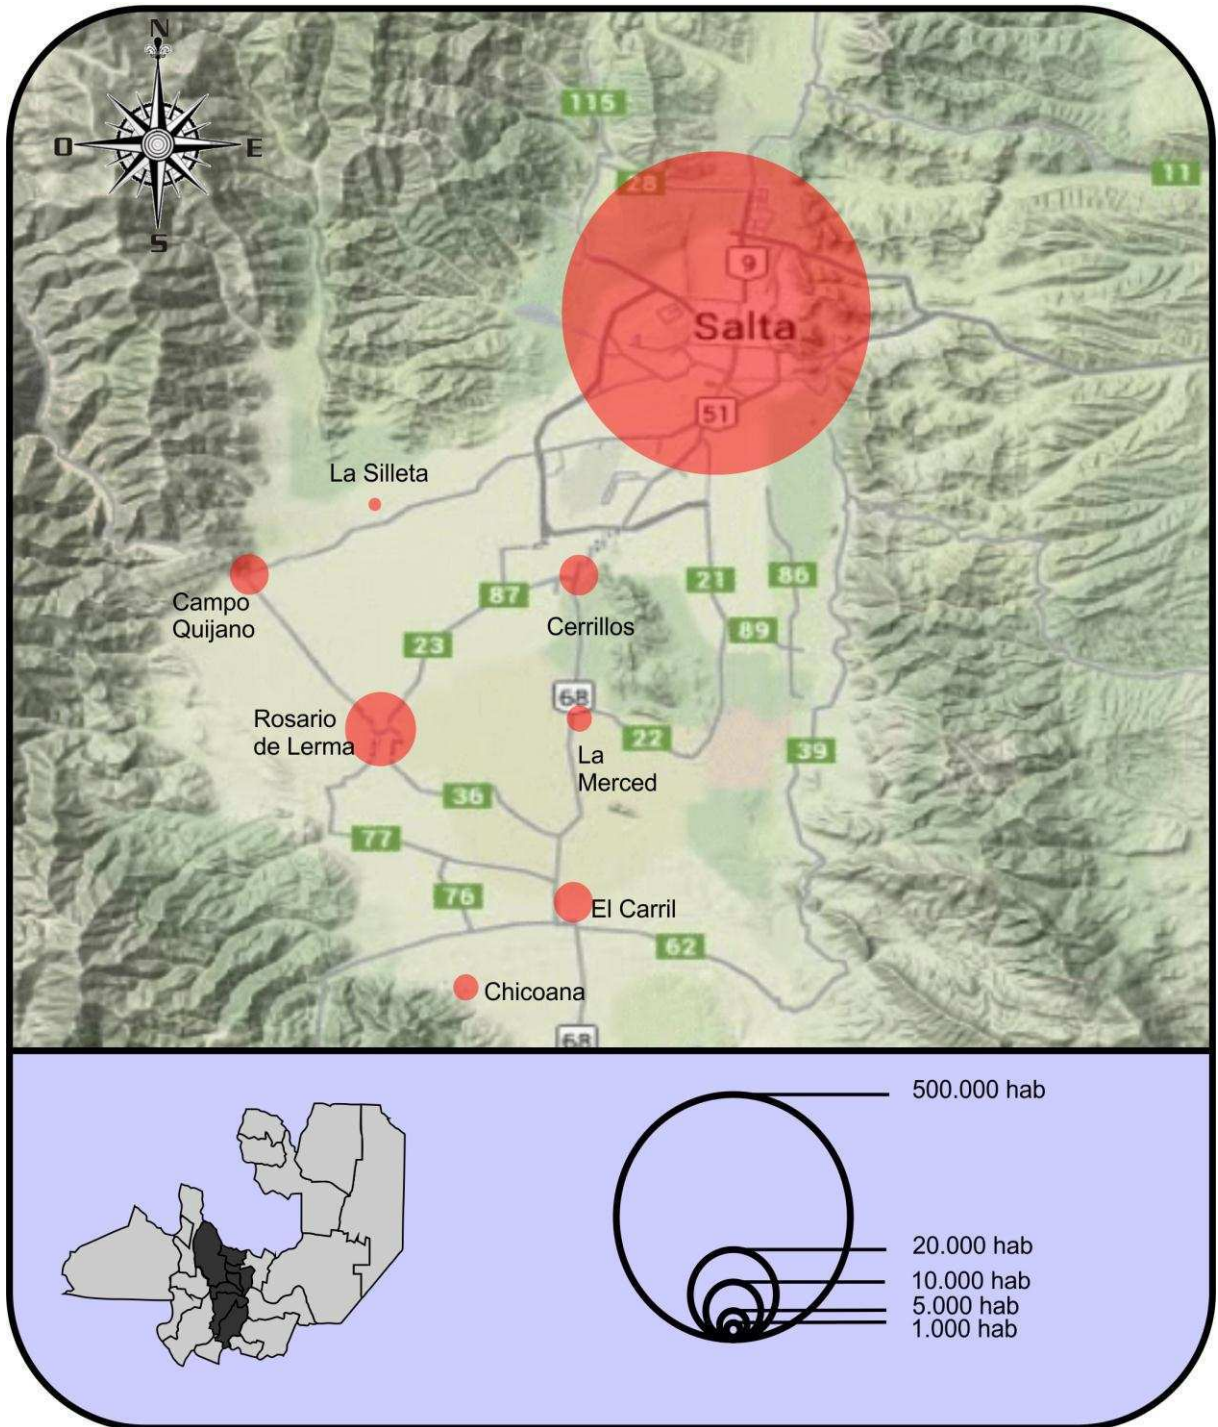 N
O
E
S
115
28
11
9
Salta
51
La Silleta
Campo
Quijano
87
Cerrillos
21
86
23
89
Rosario
de Lerma
68
22
La
Merced
39
36
77
76
El Carril
62
Chicoana
68
500.000 hab
20.000 hab
10.000 hab
5.000 hab
1.000 hab